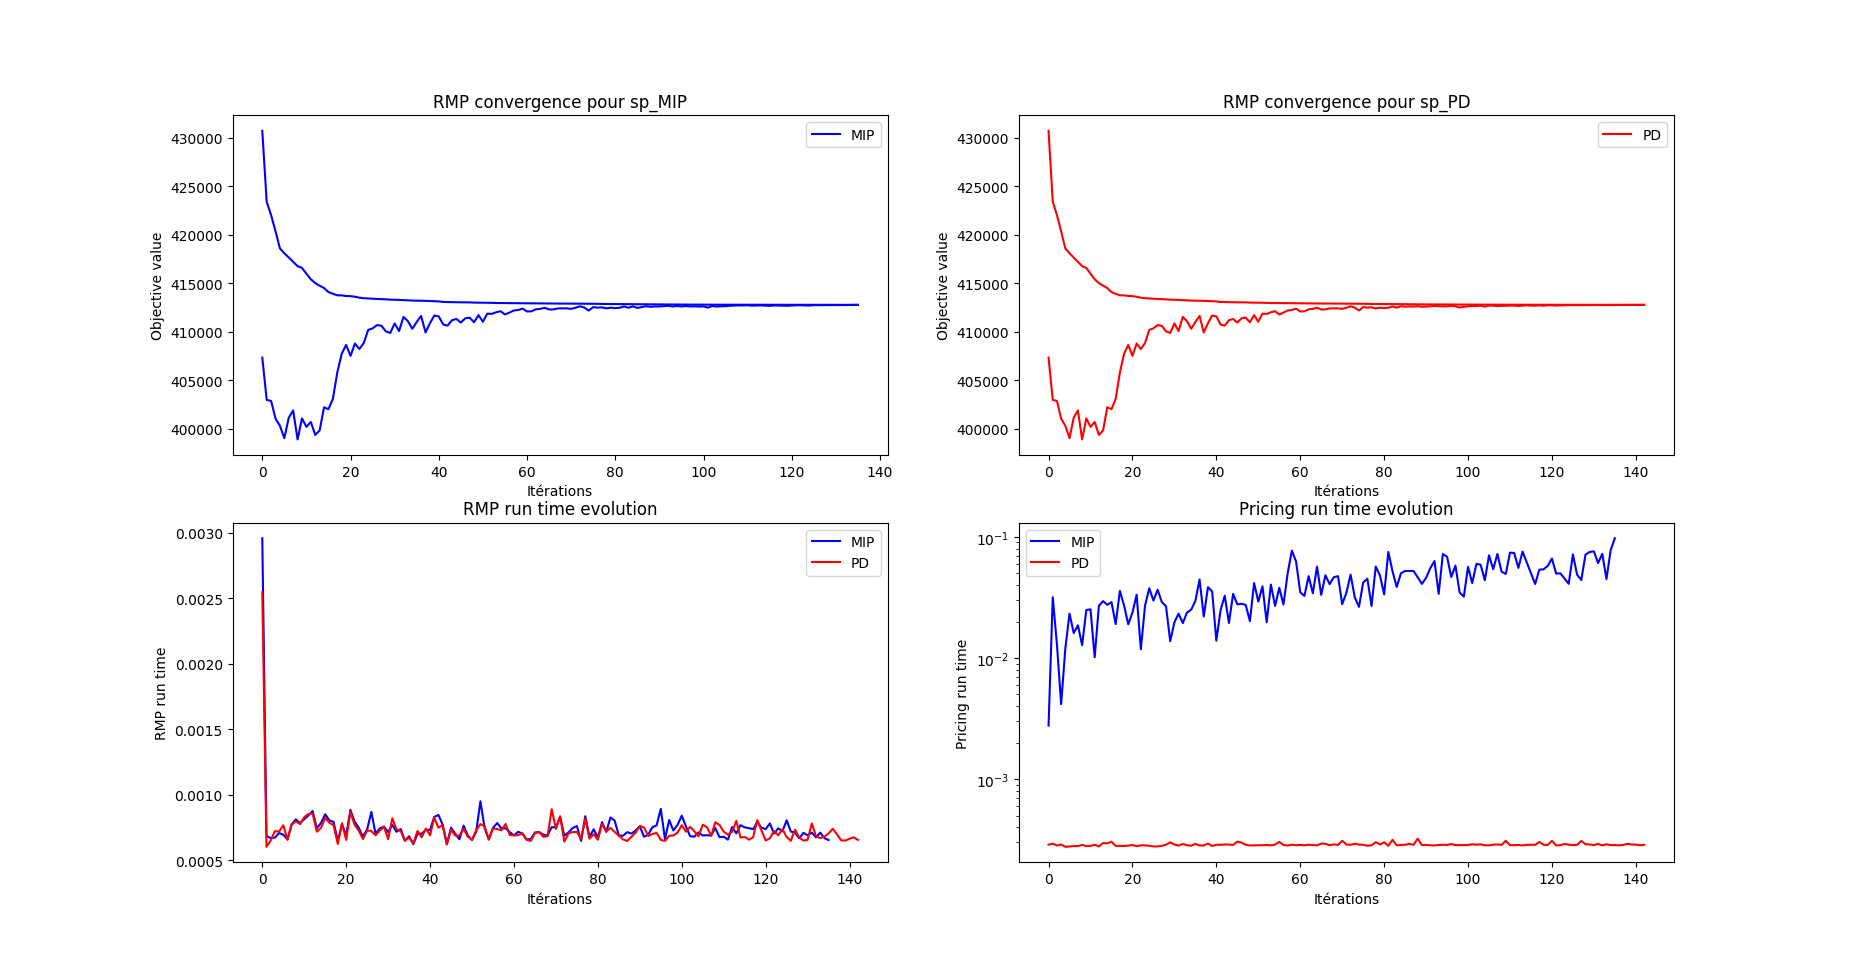 RMP convergence pour sp_MIP
MIP
430000
425000
420000
415000
410000
405000
400000
Objective value
0 20 40 60 80 100 120 140
Itérations
RMP convergence pour sp_PD
PD
430000
425000
420000
415000
410000
405000
400000
Objective value
0 20 40 60 80 100 120 140
Itérations
RMP run time evolution
MIP
PD
0.0030
0.0025
0.0020
0.0015
0.0010
0.0005
RMP run time
0 20 40 60 80 100 120 140
Itérations
Pricing run time evolution
MIP
PD
10⁻¹
10⁻²
10⁻³
Pricing run time
0 20 40 60 80 100 120 140
Itérations